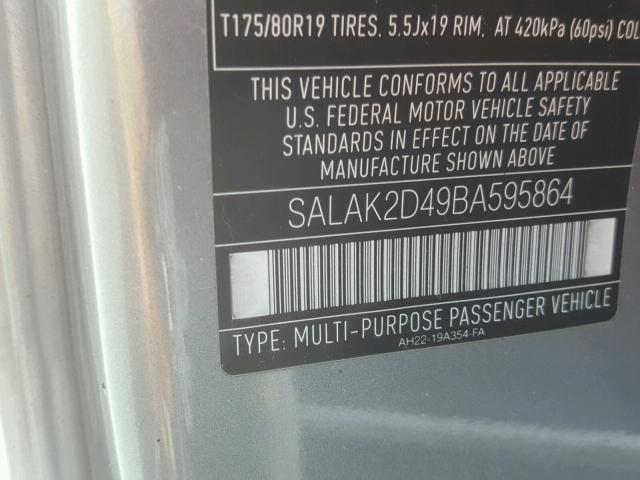 T175/80R19 TIRES, 5.5Jx19 RIM, AT 420kPa (60psi) COL
THIS VEHICLE CONFORMS TO ALL APPLICABLE
U.S. FEDERAL MOTOR VEHICLE SAFETY
STANDARDS IN EFFECT ON THE DATE OF
MANUFACTURE SHOWN ABOVE
SALAK2D49BA595864
TYPE: MULTI-PURPOSE PASSENGER VEHICLE
AH22-19A354-FA